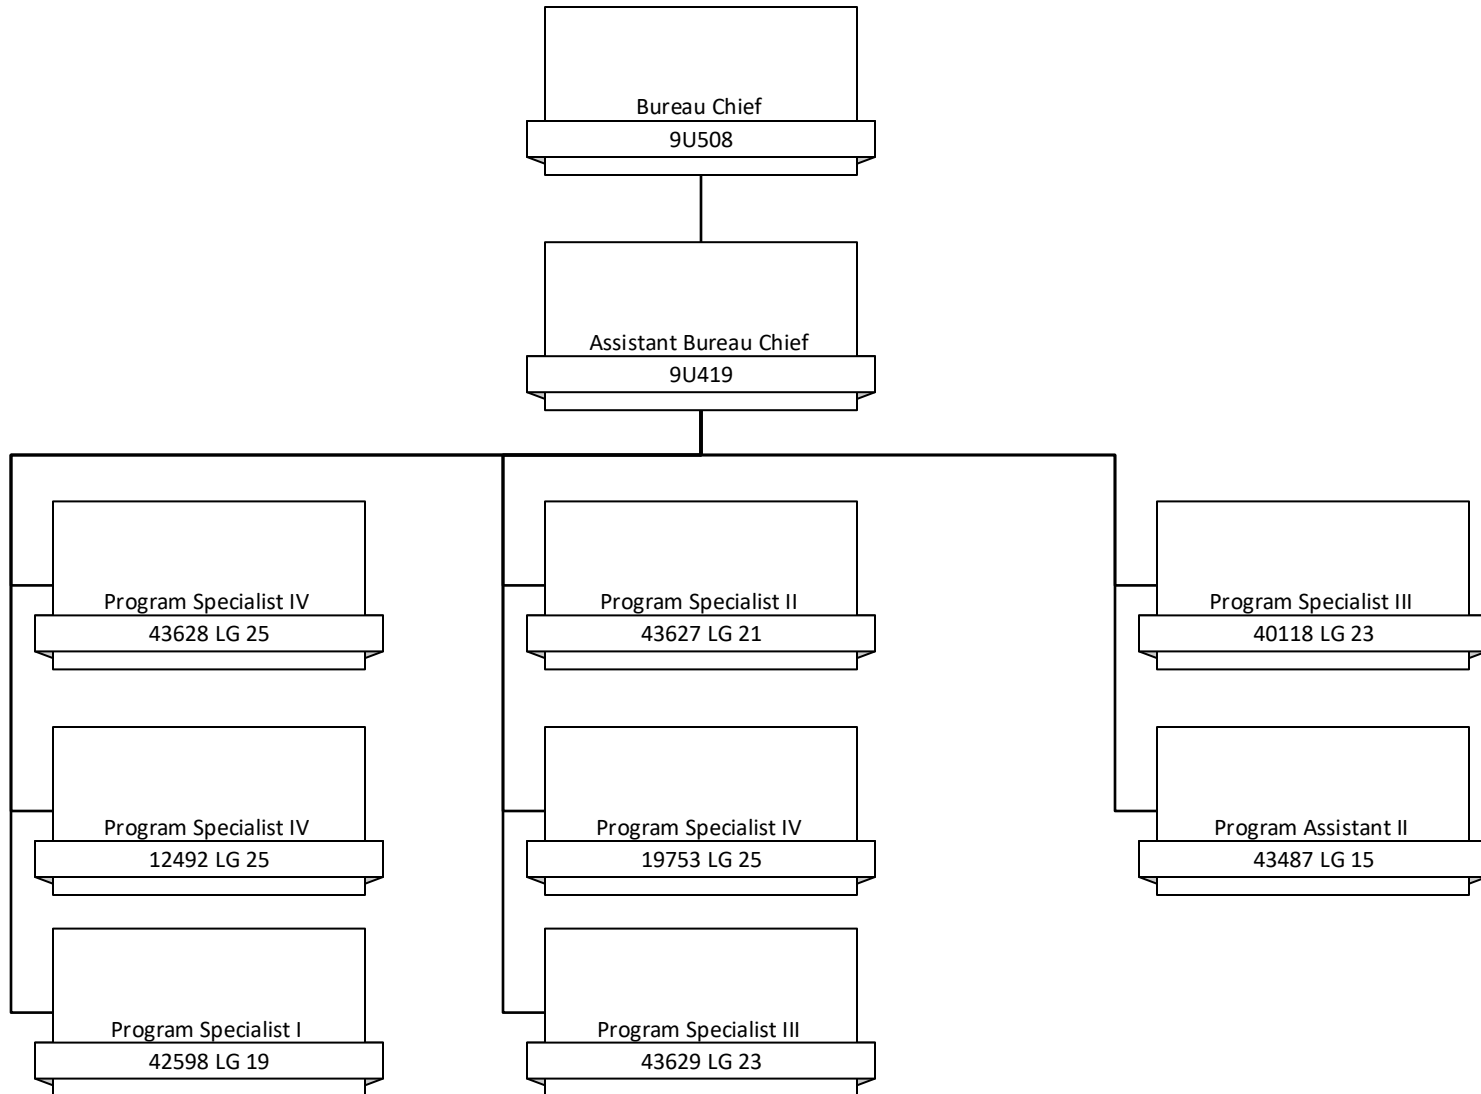 Bureau Chief
9U508
Assistant Bureau Chief
9U419
Program Specialist IV
43628 LG 25
Program Specialist II
43627 LG 21
Program Specialist III
40118 LG 23
Program Specialist IV
12492 LG 25
Program Specialist IV
19753 LG 25
Program Assistant II
43487 LG 15
Program Specialist I
42598 LG 19
Program Specialist III
43629 LG 23